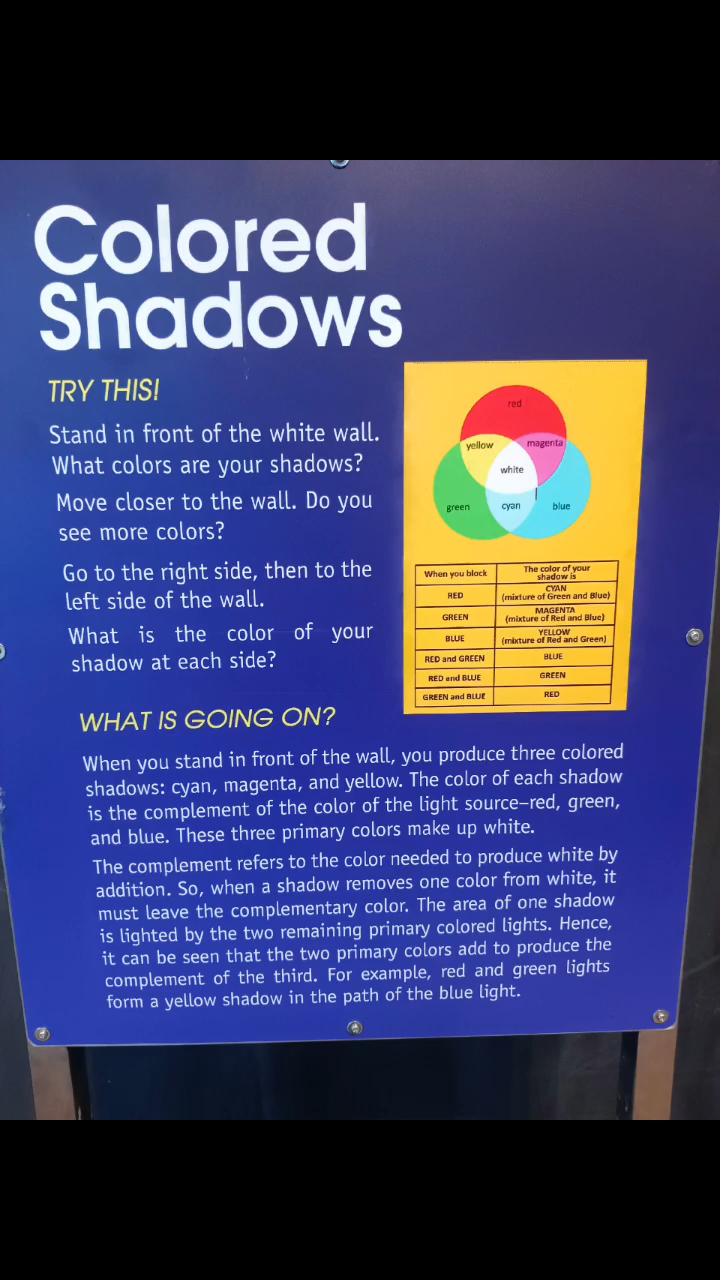 Colored
Shadows
TRY THIS!
Stand in front of the white wall.
What colors are your shadows?
Move closer to the wall. Do you
see more colors?
Go to the right side, then to the
left side of the wall.
What is the color of your
shadow at each side?
red
yellow
magenta
white
green
cyan
blue
When you block
The color of your
shadow is
RED
CYAN
(mixture of Green and Blue)
GREEN
MAGENTA
(mixture of Red and Blue)
BLUE
YELLOW
(mixture of Red and Green)
RED and GREEN
BLUE
RED and BLUE
GREEN
GREEN and BLUE
RED
WHAT IS GOING ON?
When you stand in front of the wall, you produce three colored
shadows: cyan, magenta, and yellow. The color of each shadow
is the complement of the color of the light source–red, green,
and blue. These three primary colors make up white.
The complement refers to the color needed to produce white by
addition. So, when a shadow removes one color from white, it
must leave the complementary color. The area of one shadow
is lighted by the two remaining primary colored lights. Hence,
it can be seen that the two primary colors add to produce the
complement of the third. For example, red and green lights
form a yellow shadow in the path of the blue light.